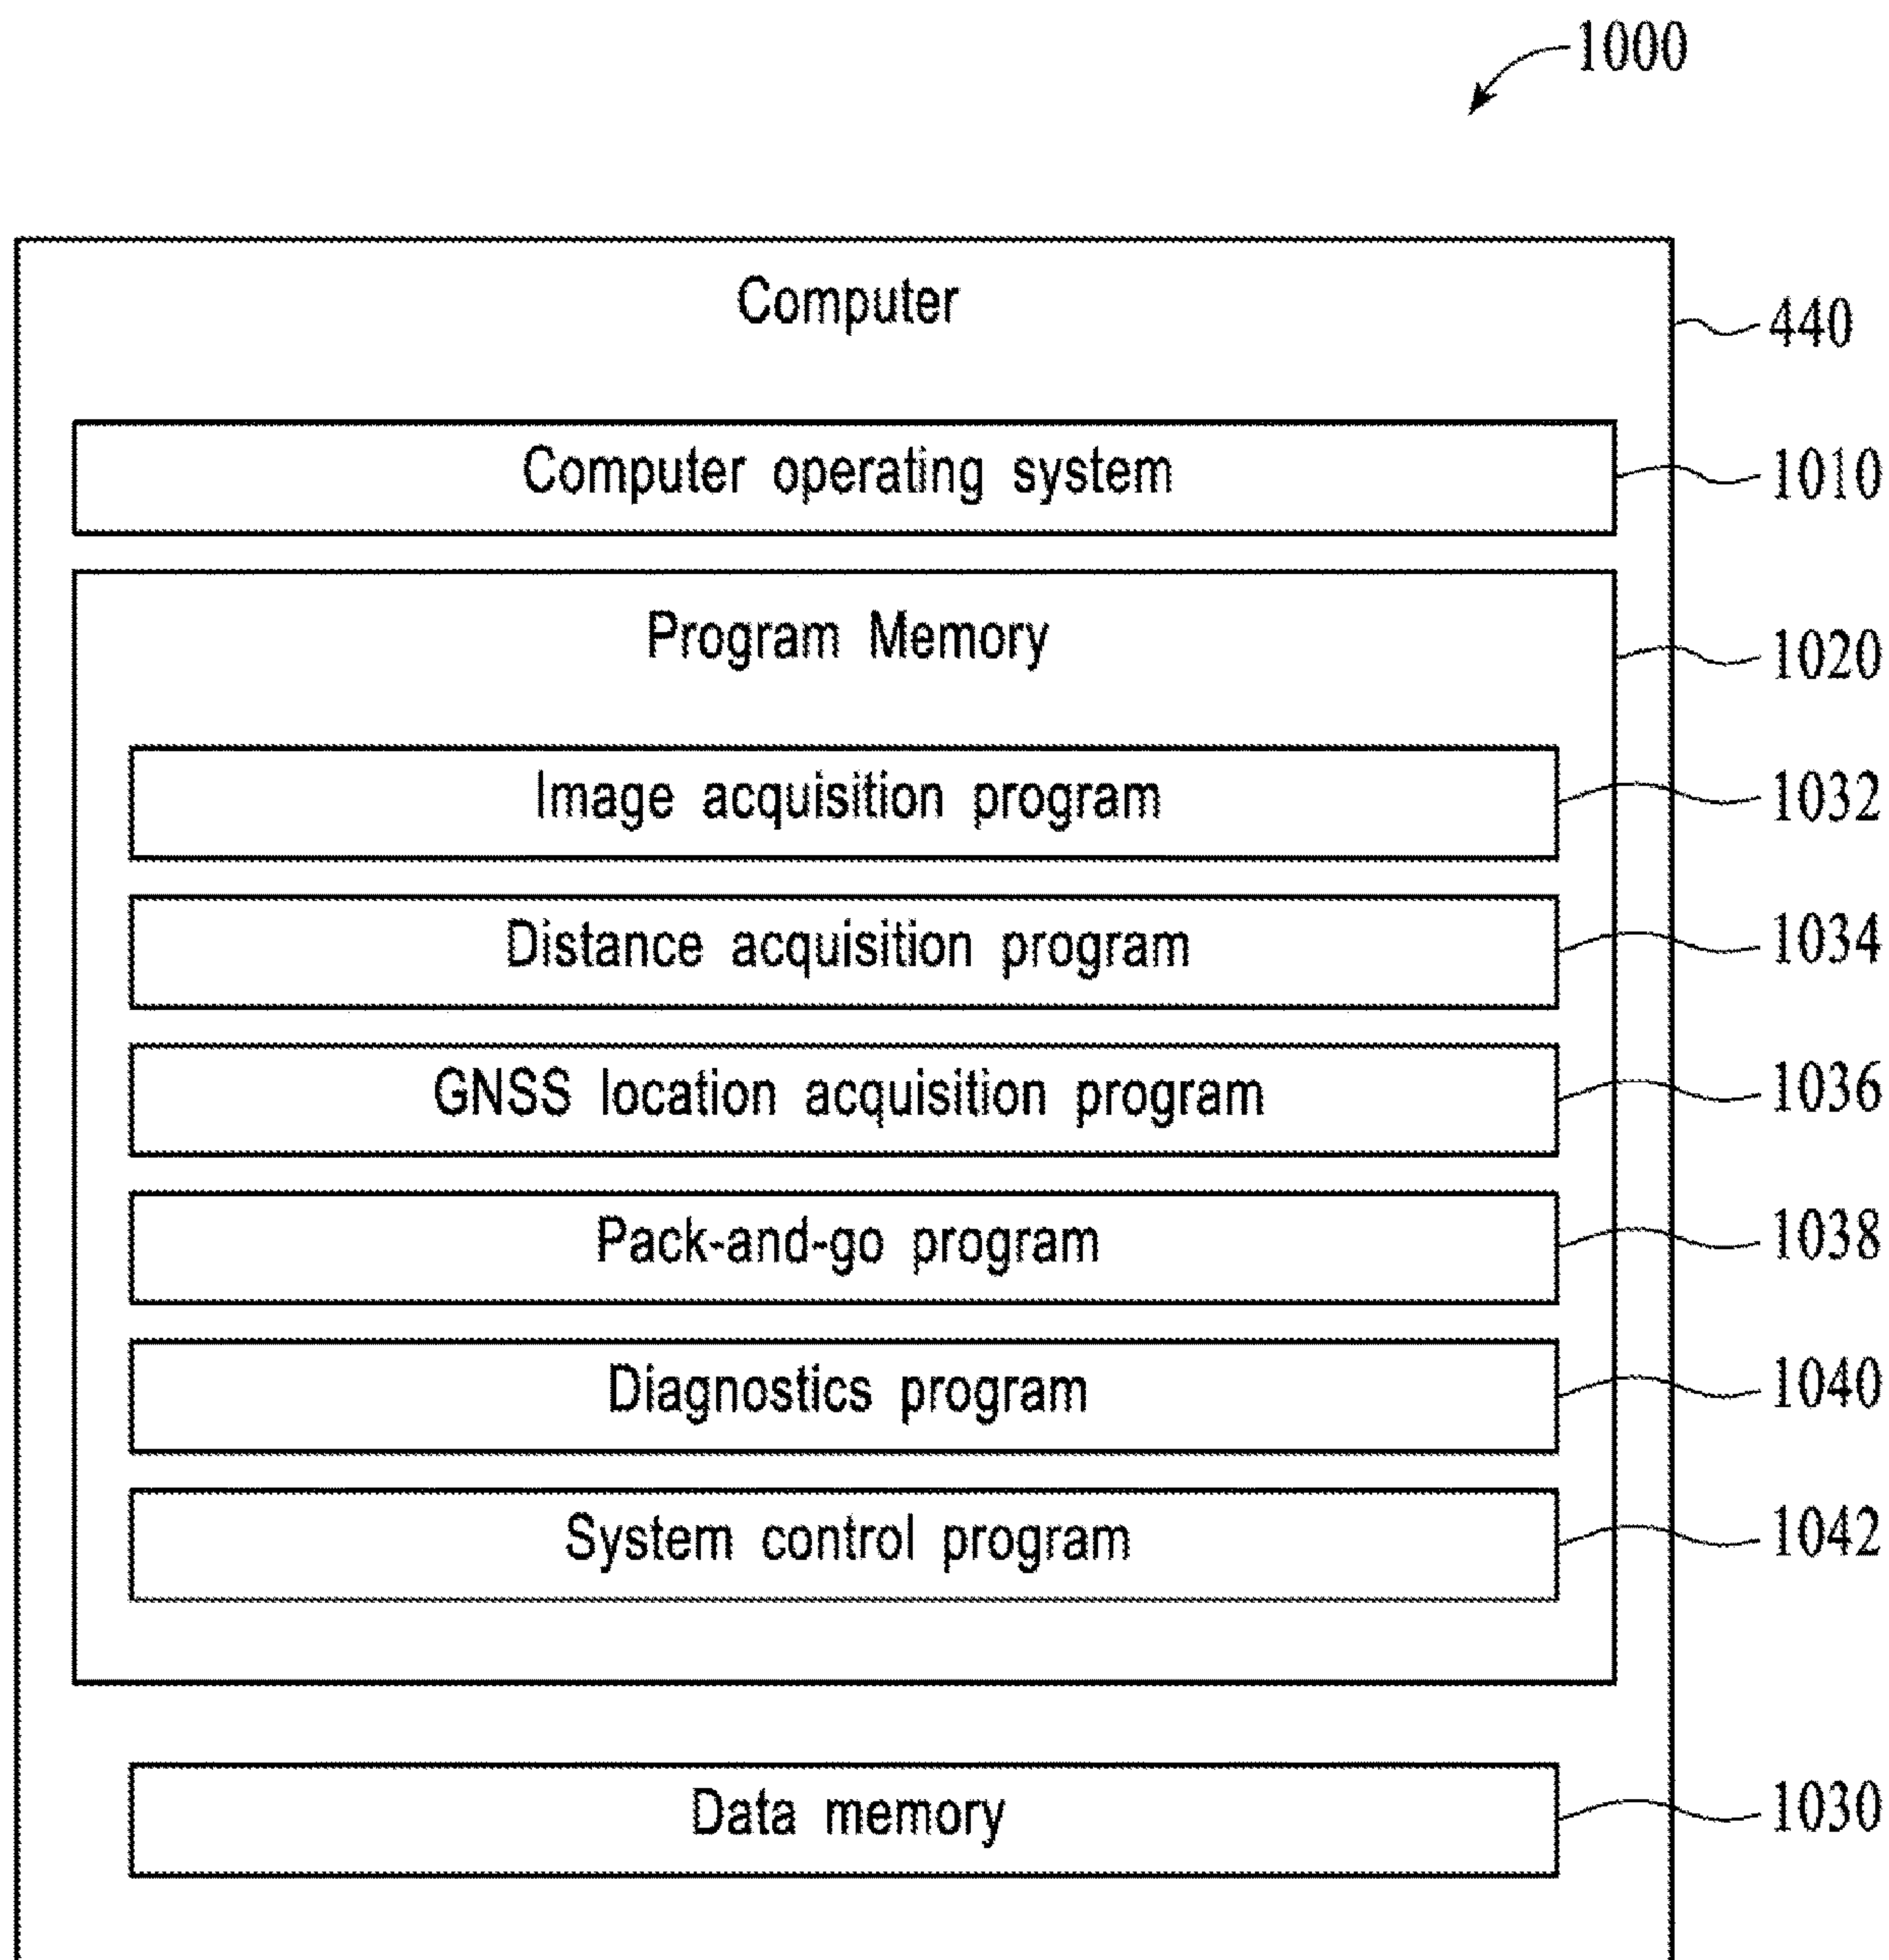 1000
Computer
440
Computer operating system
1010
Program Memory
1020
Image acquisition program
1032
Distance acquisition program
1034
GNSS location acquisition program
1036
Pack-and-go program
1038
Diagnostics program
1040
System control program
1042
Data memory
1030